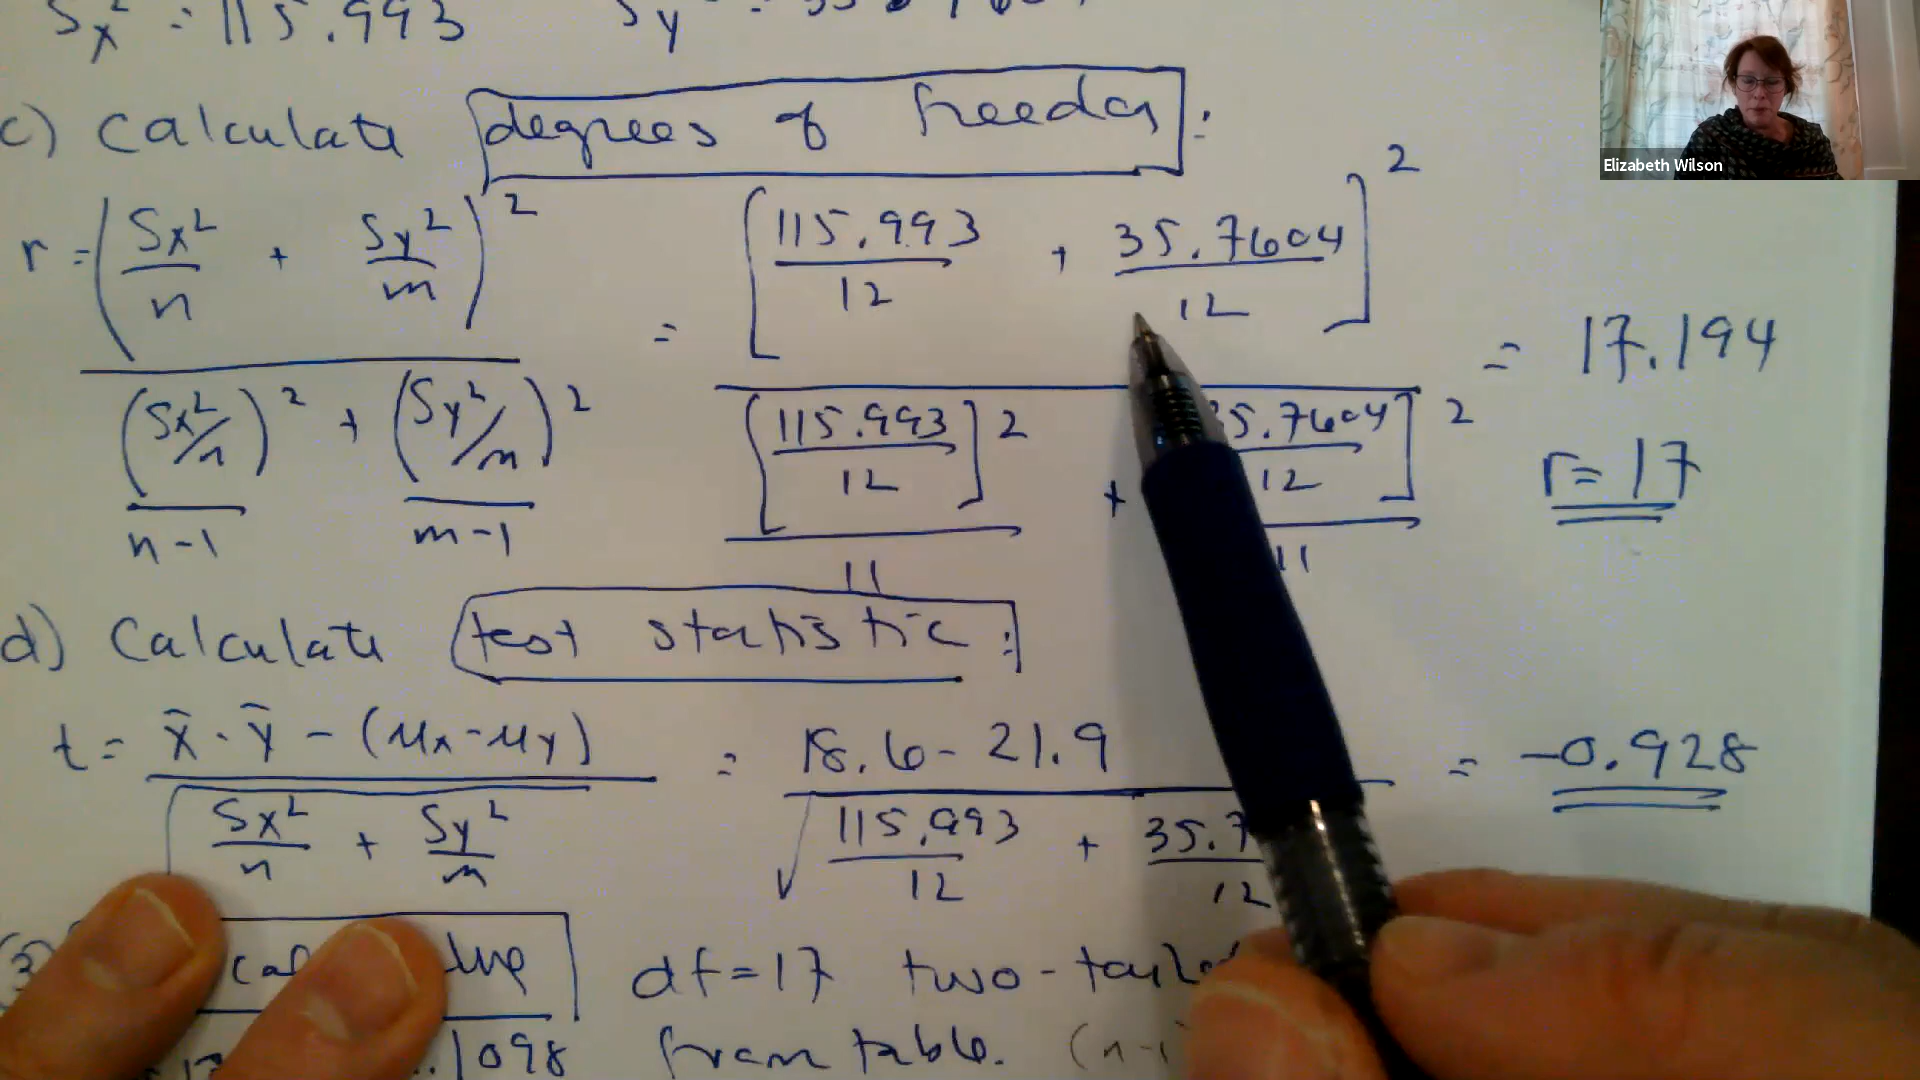 Sx² = 115.993
c) Calculate degrees of freedom:
r = (Sx²/n + Sy²/m)² / ((Sx²/n)²/(n-1) + (Sy²/m)²/(m-1)) = [115.993/12 + 35.7604/12]² / ([115.993/12]²/11 + [35.7604/12]²/11) = 17.194
r = 17
d) Calculate test statistic:
t = x̄ - ȳ - (μx - μy) / √(Sx²/n + Sy²/m) = 18.6 - 21.9 / √(115.993/12 + 35.7/12) = -0.928
df = 17 two-tailed
.1098 from table. (n-1
Elizabeth Wilson